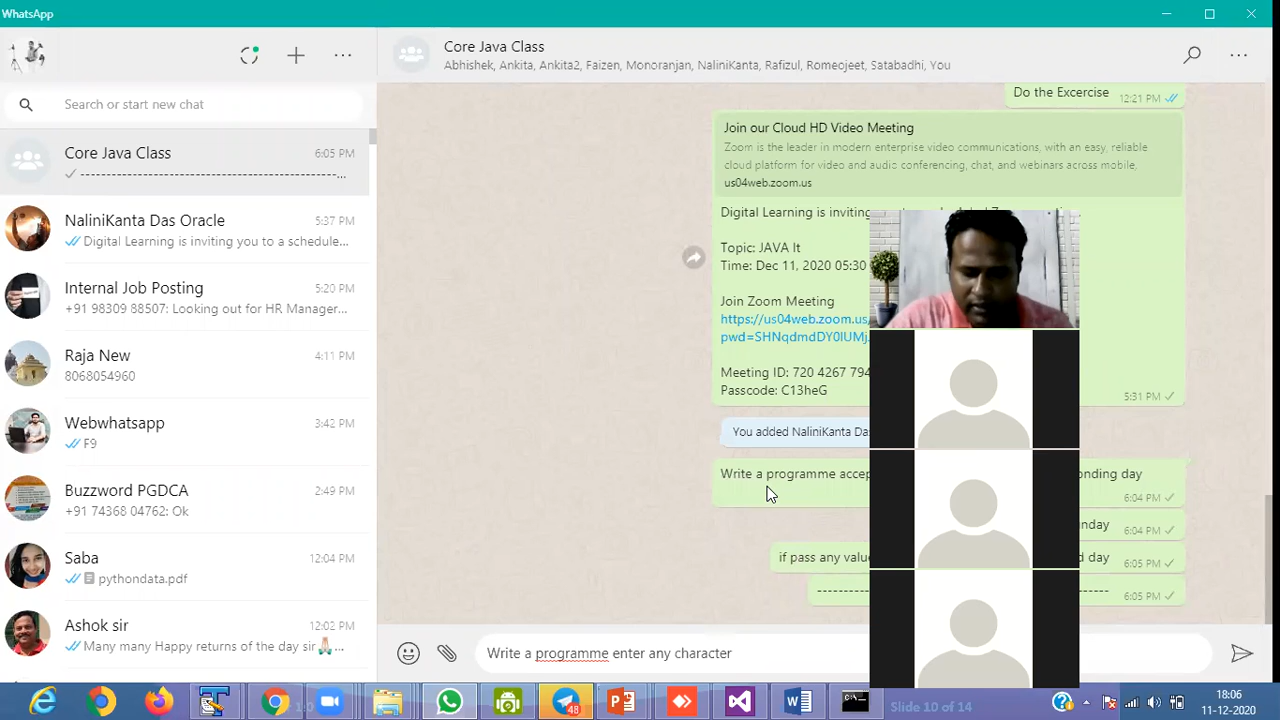 WhatsApp
Search or start new chat
Core Java Class 6:05 PM
---------------------------------------------------...
NaliniKanta Das Oracle 5:37 PM
Digital Learning is inviting you to a schedule...
Internal Job Posting 5:20 PM
+91 98309 88507: Looking out for HR Manager...
Raja New 4:11 PM
8068054960
Webwhatsapp 3:42 PM
F9
Buzzword PGDCA 2:49 PM
+91 74368 04762: Ok
Saba 12:04 PM
pythondata.pdf
Ashok sir 12:02 PM
Many many Happy returns of the day sir
Core Java Class
Abhishek, Ankita, Ankita2, Faizen, Monoranjan, NaliniKanta, Rafizul, Romeojeet, Satabadhi, You
Do the Excercise 12:21 PM
Join our Cloud HD Video Meeting
Zoom is the leader in modern enterprise video communications, with an easy, reliable
cloud platform for video and audio conferencing, chat, and webinars across mobile,
us04web.zoom.us
Digital Learning is inviting
Topic: JAVA It
Time: Dec 11, 2020 05:30
Join Zoom Meeting
https://us04web.zoom.us/
pwd=SHNqdmdDY0lUMj
Meeting ID: 720 4267 794
Passcode: C13heG
5:31 PM
You added NaliniKanta Da
Write a programme accep onding day
6:04 PM
nday 6:04 PM
if pass any value d day 6:05 PM
------- ----- 6:05 PM
Write a programme enter any character
48
Slide 10 of 14
18:06
11-12-2020